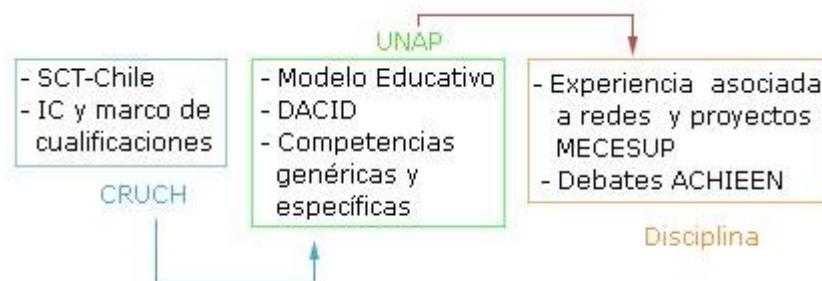 UNAP
- SCT-Chile
- IC y marco de
cualificaciones
CRUCH
- Modelo Educativo
- DACID
- Competencias
genéricas y
específicas
- Experiencia asociada
a redes y proyectos
MECESUP
- Debates ACHIEEN
Disciplina